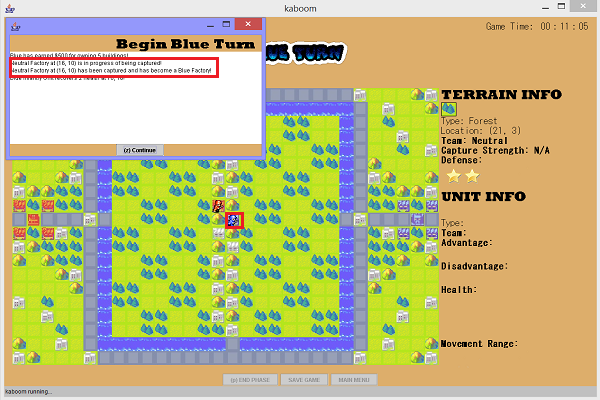 kaboom
Game Time: 00:11:05
Begin Blue Turn
Blue has earned $500 for owning 5 buildings!
Neutral Factory at (16, 10) is in progress of being captured!
Neutral Factory at (16, 10) has been captured and has become a Blue Factory!
(z) Continue
BLUE TURN
TERRAIN INFO
Type: Forest
Location: (21, 3)
Team: Neutral
Capture Strength: N/A
Defense:
UNIT INFO
Type:
Team:
Advantage:
Disadvantage:
Health:
Movement Range:
(p) END PHASE
SAVE GAME
MAIN MENU
kaboom running...